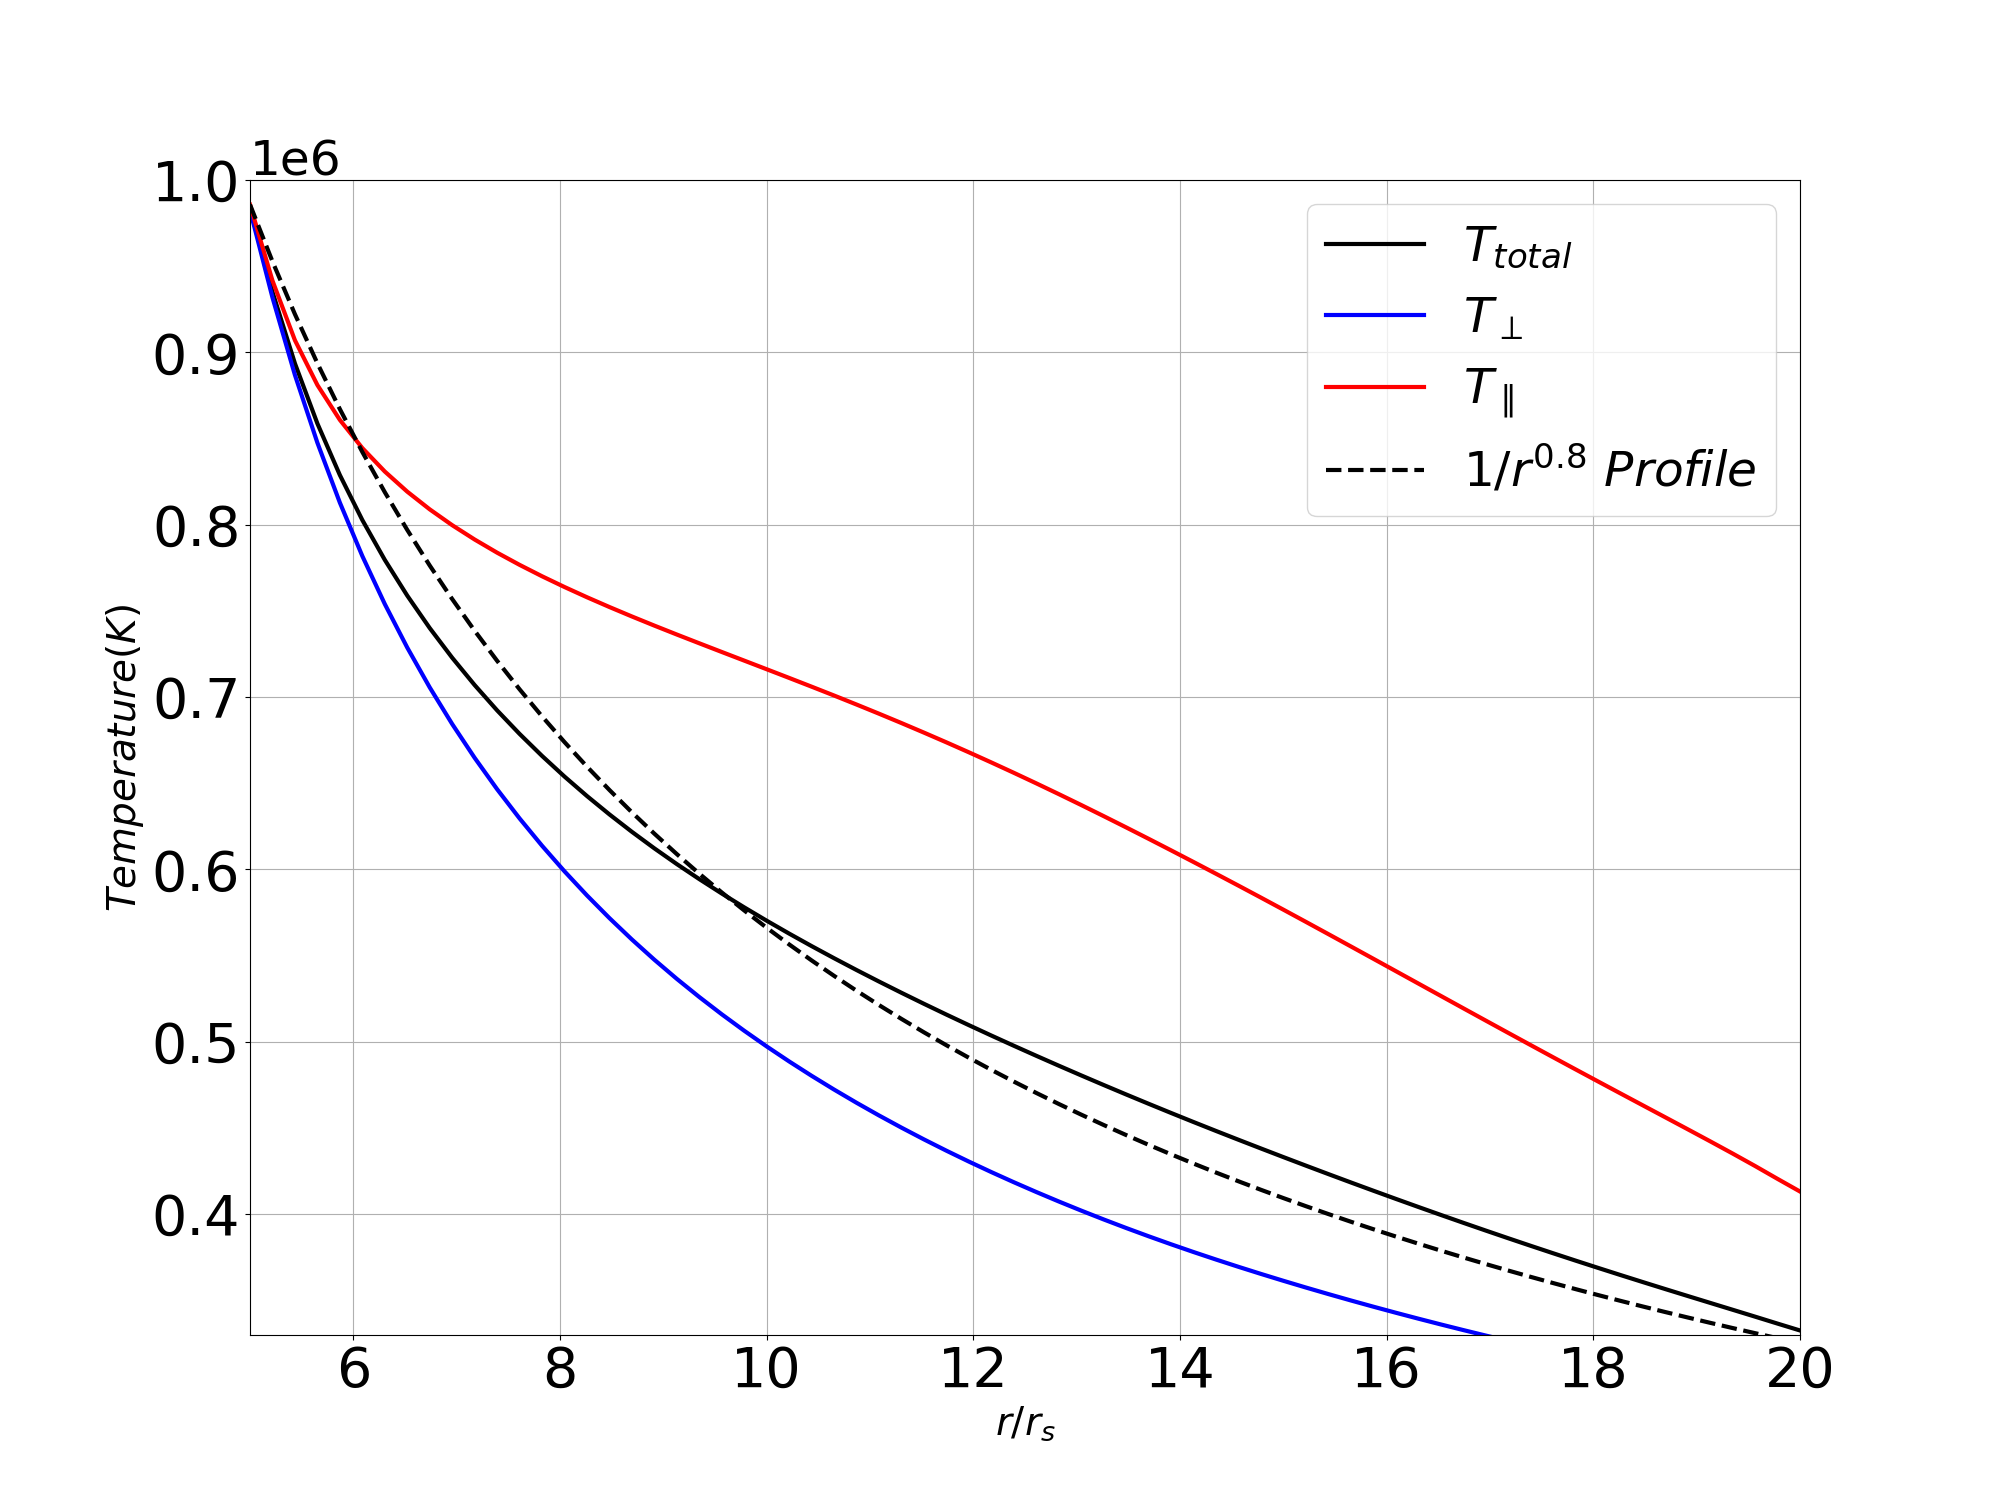 1e6
1.0
0.9
0.8
0.7
0.6
0.5
0.4
Temperature(K)
6 8 10 12 14 16 18 20
r/r_s
T_total
T_⊥
T_∥
1/r^0.8 Profile